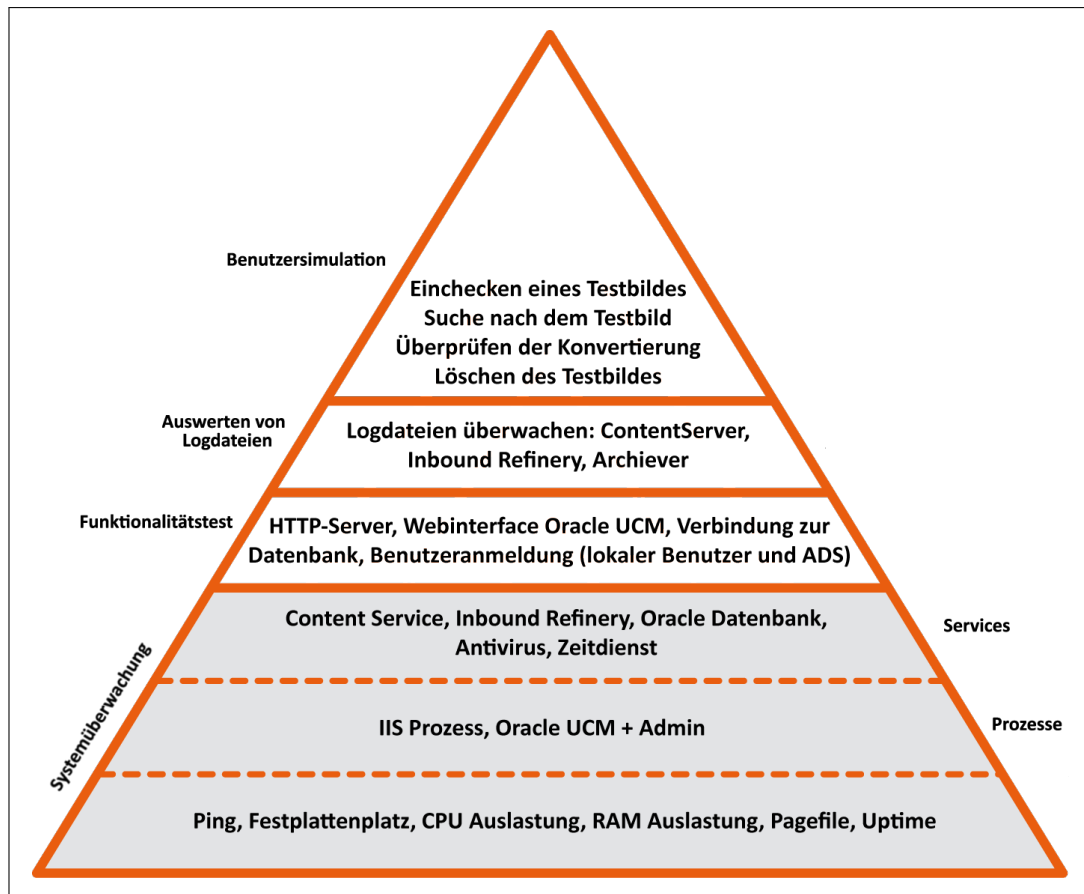 Benutzersimulation
Einchecken eines Testbildes
Suche nach dem Testbild
Überprüfen der Konvertierung
Löschen des Testbildes
Auswerten von
Logdateien
Logdateien überwachen: ContentServer,
Inbound Refinery, Archiever
Funktionalitätstest
HTTP-Server, Webinterface Oracle UCM, Verbindung zur
Datenbank, Benutzeranmeldung (lokaler Benutzer und ADS)
Systemüberwachung
Content Service, Inbound Refinery, Oracle Datenbank,
Antivirus, Zeitdienst
Services
IIS Prozess, Oracle UCM + Admin
Prozesse
Ping, Festplattenplatz, CPU Auslastung, RAM Auslastung, Pagefile, Uptime